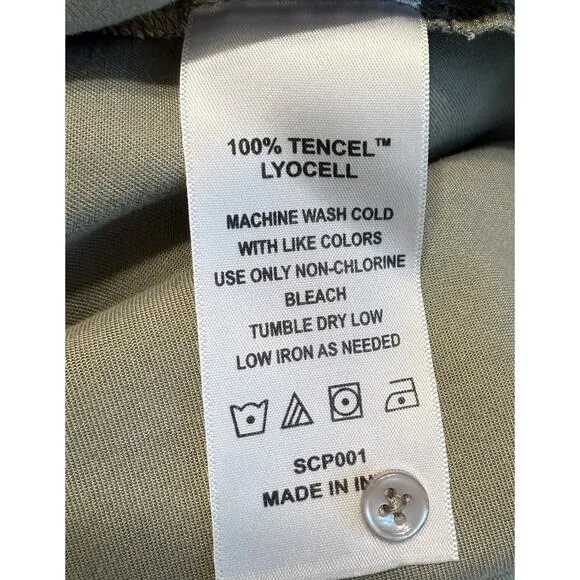 100% TENCEL™
LYOCELL
MACHINE WASH COLD
WITH LIKE COLORS
USE ONLY NON-CHLORINE
BLEACH
TUMBLE DRY LOW
LOW IRON AS NEEDED
SCP001
MADE IN